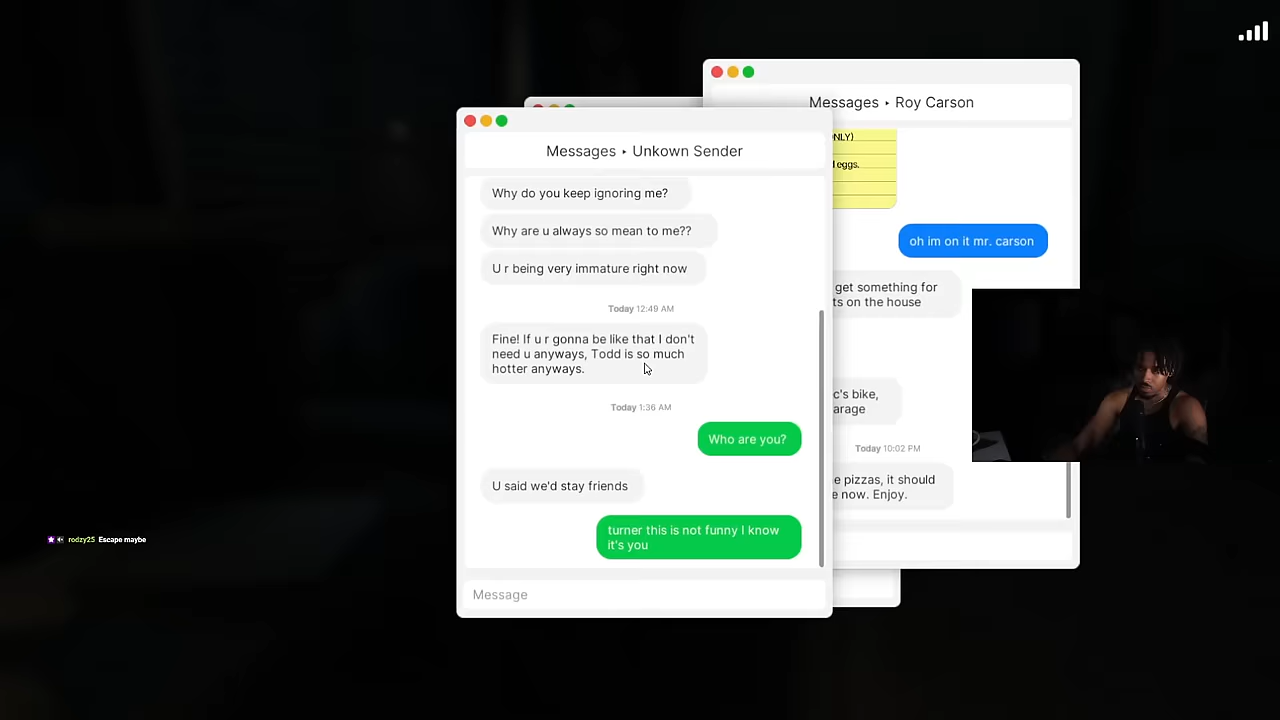 Messages ‣ Roy Carson
NLY)
eggs.
oh im on it mr. carson
get something for
ts on the house
c's bike,
arage
Today 10:02 PM
e pizzas, it should
e now. Enjoy.
Messages ‣ Unkown Sender
Why do you keep ignoring me?
Why are u always so mean to me??
U r being very immature right now
Today 12:49 AM
Fine! If u r gonna be like that I don't
need u anyways, Todd is so much
hotter anyways.
Today 1:36 AM
Who are you?
U said we'd stay friends
turner this is not funny I know
it's you
Message
rodzy25 Escape maybe